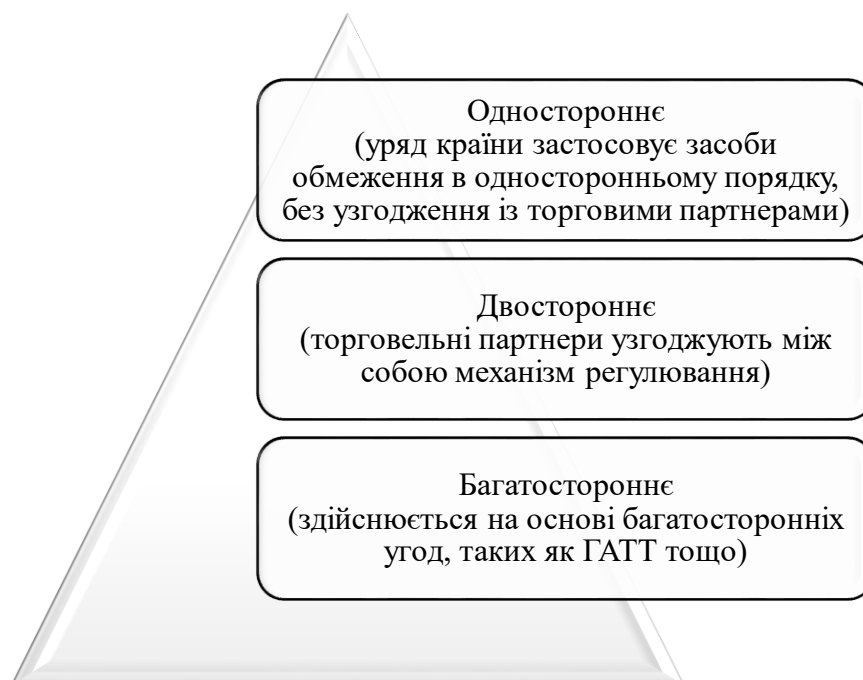 Одностороннє
(уряд країни застосовує засоби
обмеження в односторонньому порядку,
без узгодження із торговими партнерами)
Двостороннє
(торговельні партнери узгоджують між
собою механізм регулювання)
Багатостороннє
(здійснюється на основі багатосторонніх
угод, таких як ГАТТ тощо)